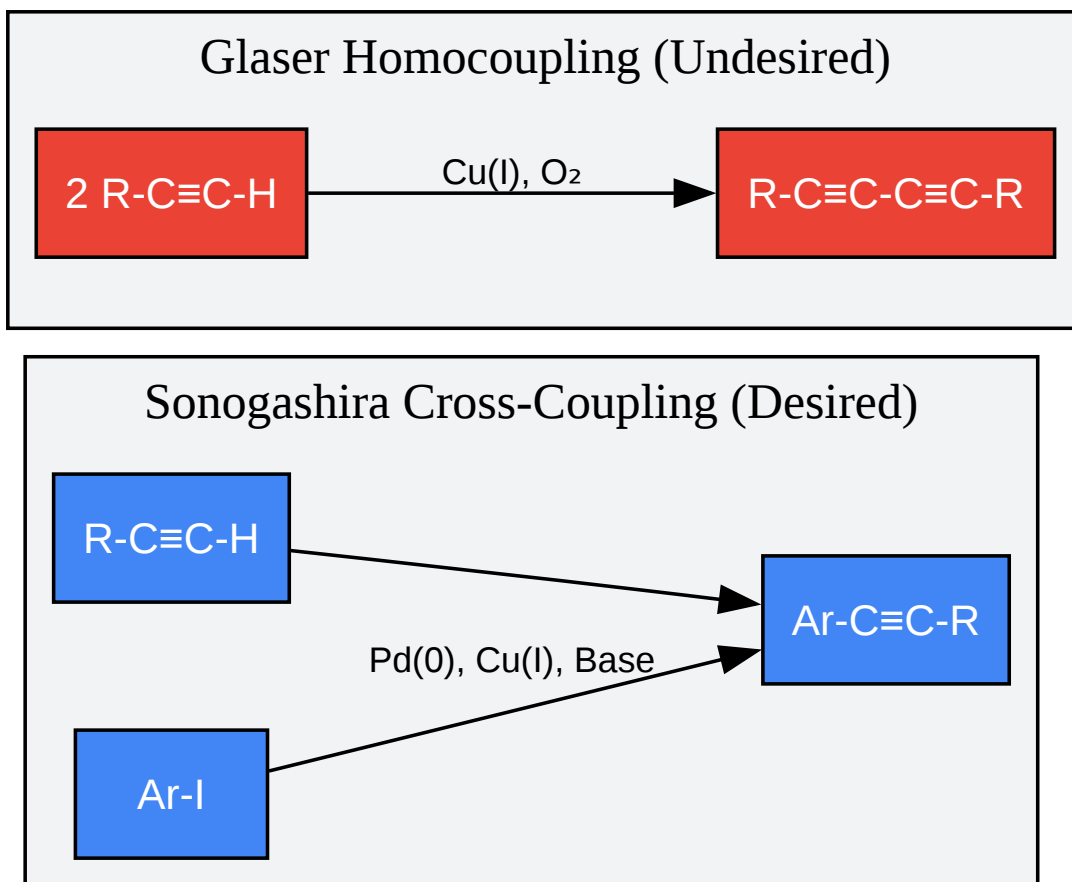 Glaser Homocoupling (Undesired)
2 R-C≡C-H
Cu(I), O₂
R-C≡C-C≡C-R
Sonogashira Cross-Coupling (Desired)
R-C≡C-H
Ar-C≡C-R
Pd(0), Cu(I), Base
Ar-I